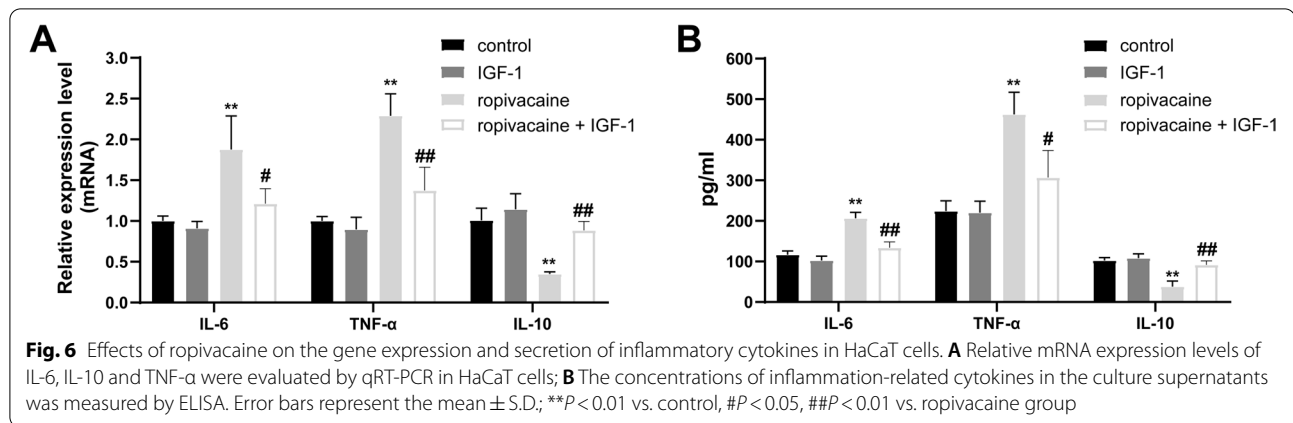 A
Relative expression level
(mRNA)
3.0
2.5
2.0
1.5
1.0
0.5
0.0
control
IGF-1
ropivacaine
ropivacaine + IGF-1
**
#
**
##
**
##
IL-6
TNF-α
IL-10
B
pg/ml
600
500
400
300
200
100
0
control
IGF-1
ropivacaine
ropivacaine + IGF-1
**
##
**
#
**
##
IL-6
TNF-α
IL-10
Fig. 6 Effects of ropivacaine on the gene expression and secretion of inflammatory cytokines in HaCaT cells. A Relative mRNA expression levels of
IL-6, IL-10 and TNF-α were evaluated by qRT-PCR in HaCaT cells; B The concentrations of inflammation-related cytokines in the culture supernatants
was measured by ELISA. Error bars represent the mean ± S.D.; **P < 0.01 vs. control, #P < 0.05, ##P < 0.01 vs. ropivacaine group